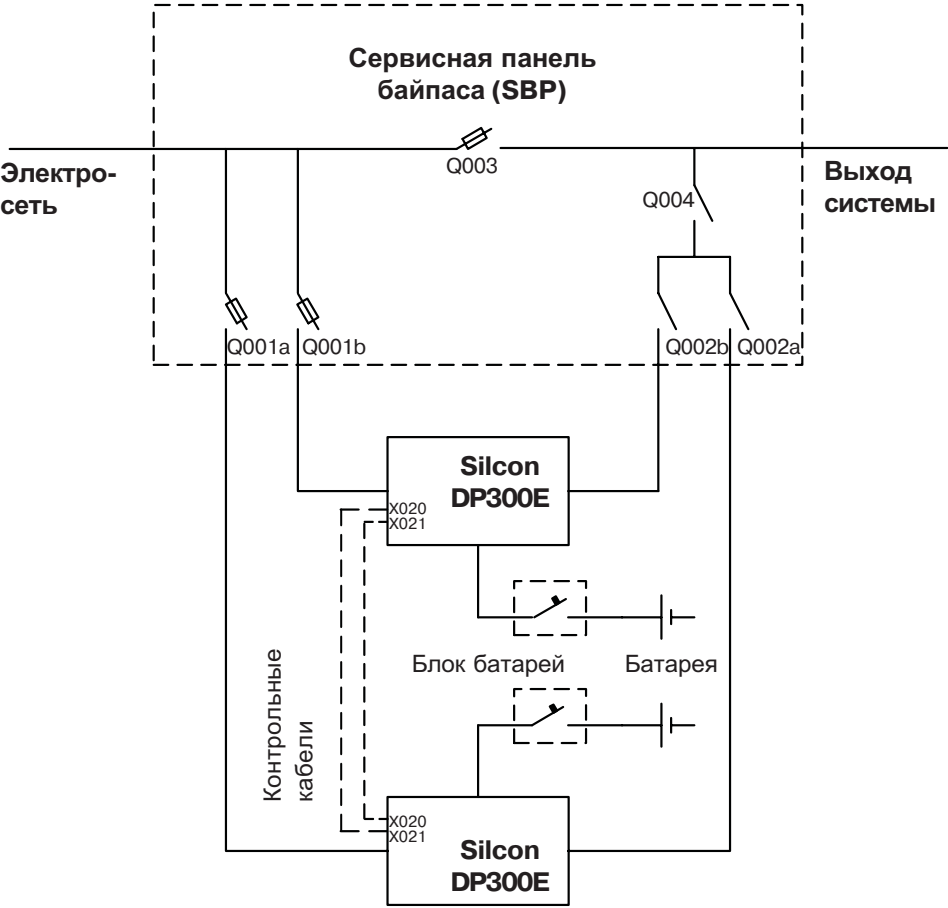 Сервисная панель
байпаса (SBP)
Электро-
сеть
Q003
Выход
системы
Q004
Q001a
Q001b
Q002b
Q002a
Silcon
DP300E
X020
X021
Контрольные
кабели
Блок батарей
Батарея
X020
X021
Silcon
DP300E